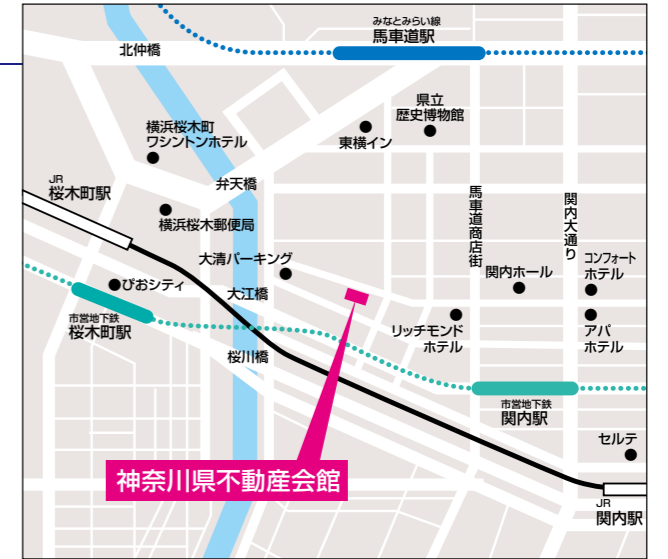 みなとみらい線
馬車道駅
北仲橋
県立
歴史博物館
横浜桜木町
ワシントンホテル
東横イン
弁天橋
JR
桜木町駅
馬車道商店街
関内大通り
横浜桜木郵便局
大清パーキング
コンフォート
ホテル
関内ホール
ぴおシティ
大江橋
市営地下鉄
桜木町駅
リッチモンド
ホテル
アパ
ホテル
桜川橋
市営地下鉄
関内駅
セルテ
神奈川県不動産会館
JR
関内駅